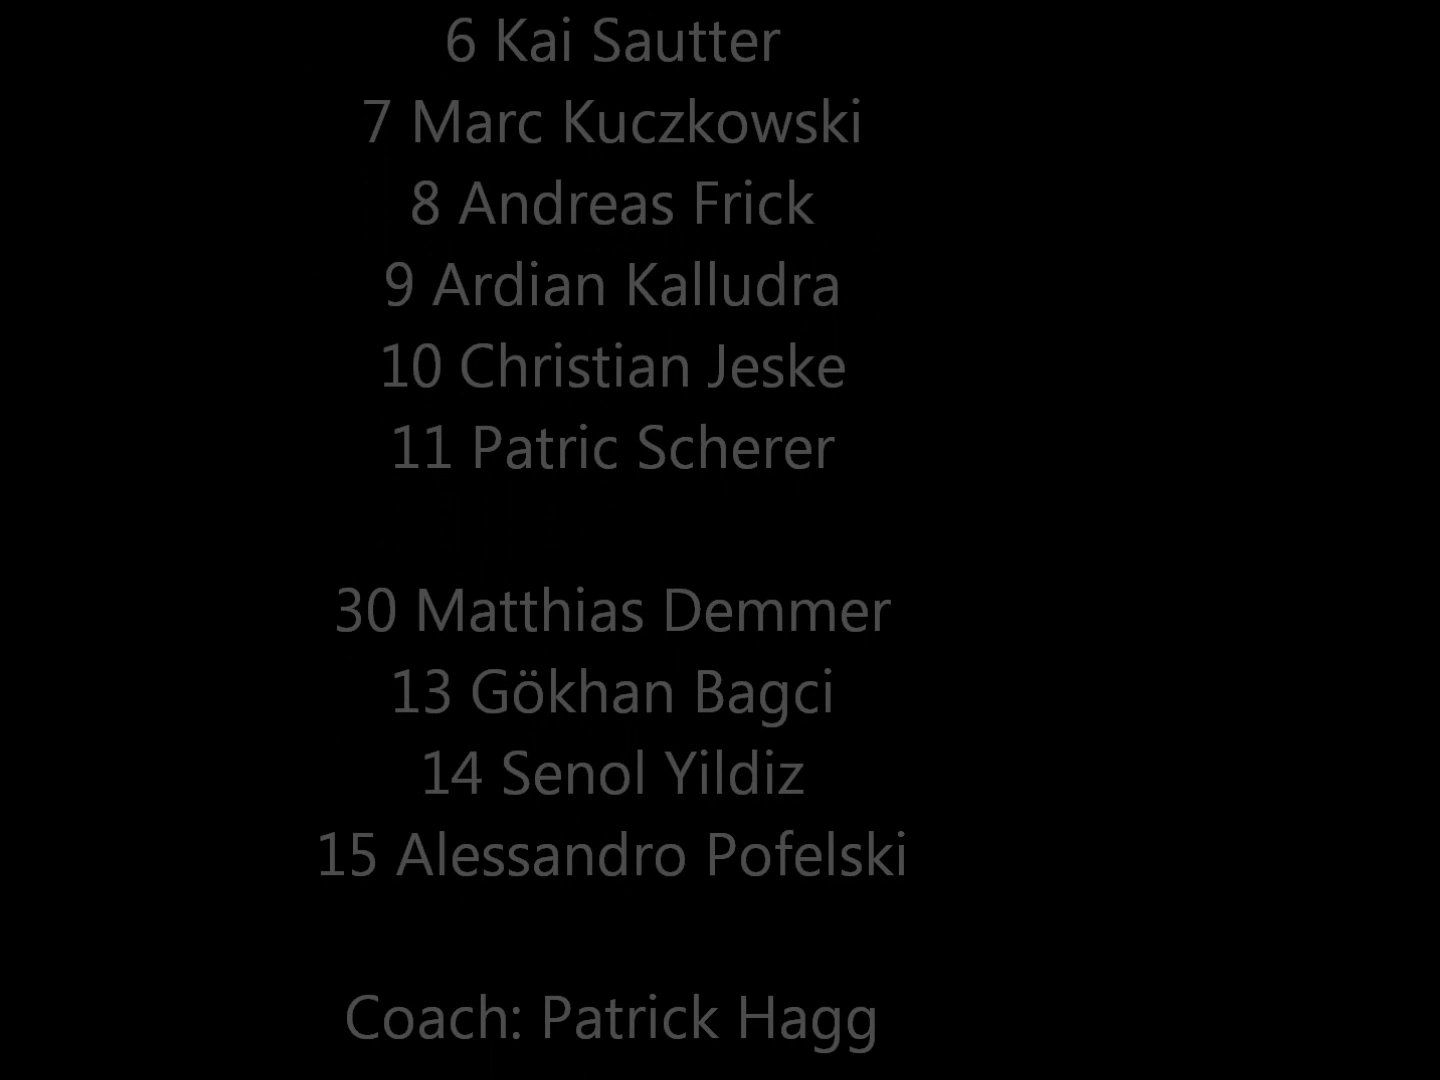 6 Kai Sautter
7 Marc Kuczkowski
8 Andreas Frick
9 Ardian Kalludra
10 Christian Jeske
11 Patric Scherer
30 Matthias Demmer
13 Gökhan Bagci
14 Senol Yildiz
15 Alessandro Pofelski
Coach: Patrick Hagg